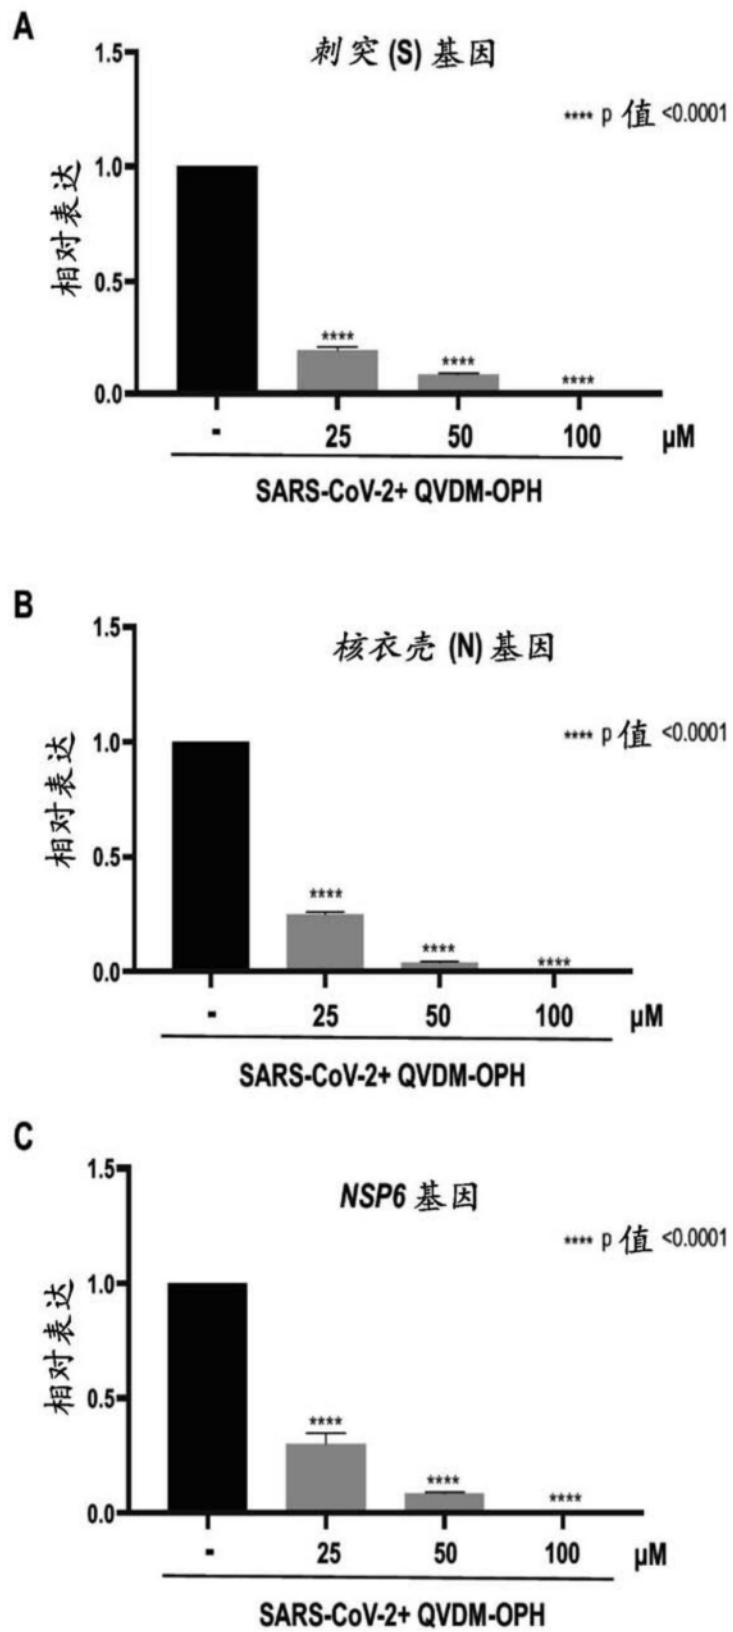 A
刺突 (S) 基因
1.5
**** p 值 <0.0001
1.0
相对表达
0.5
****
****
****
0.0
- 25 50 100 μM
SARS-CoV-2+ QVDM-OPH
B
1.5
核衣壳 (N) 基因
**** p 值 <0.0001
1.0
相对表达
0.5
****
****
****
0.0
- 25 50 100 μM
SARS-CoV-2+ QVDM-OPH
C
1.5
NSP6 基因
**** p 值 <0.0001
1.0
相对表达
0.5
****
****
****
0.0
- 25 50 100 μM
SARS-CoV-2+ QVDM-OPH